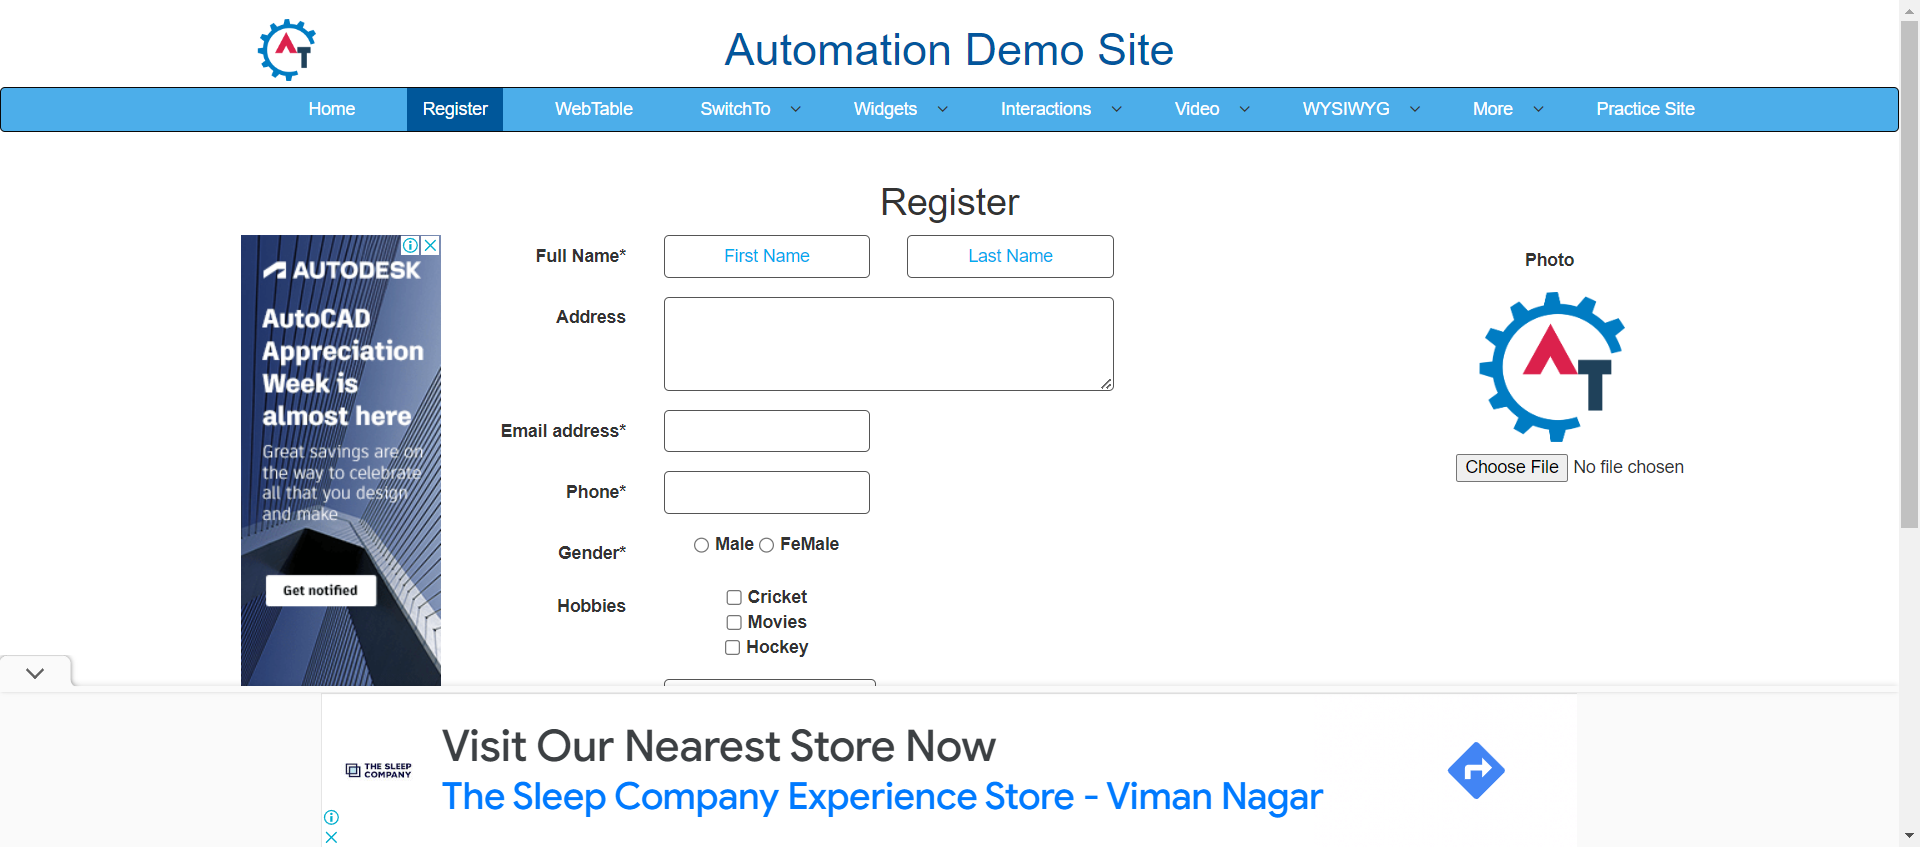 AT
Automation Demo Site
Home Register WebTable SwitchTo Widgets Interactions Video WYSIWYG More Practice Site
Register
AUTODESK
AutoCAD
Appreciation
Week is
almost here
Great savings are on
the way to celebrate
all that you design
and make
Get notified
Full Name* First Name Last Name
Address
Email address*
Phone*
Gender* Male FeMale
Hobbies Cricket
Movies
Hockey
Photo
AT
Choose File No file chosen
THE SLEEP
COMPANY
Visit Our Nearest Store Now
The Sleep Company Experience Store - Viman Nagar